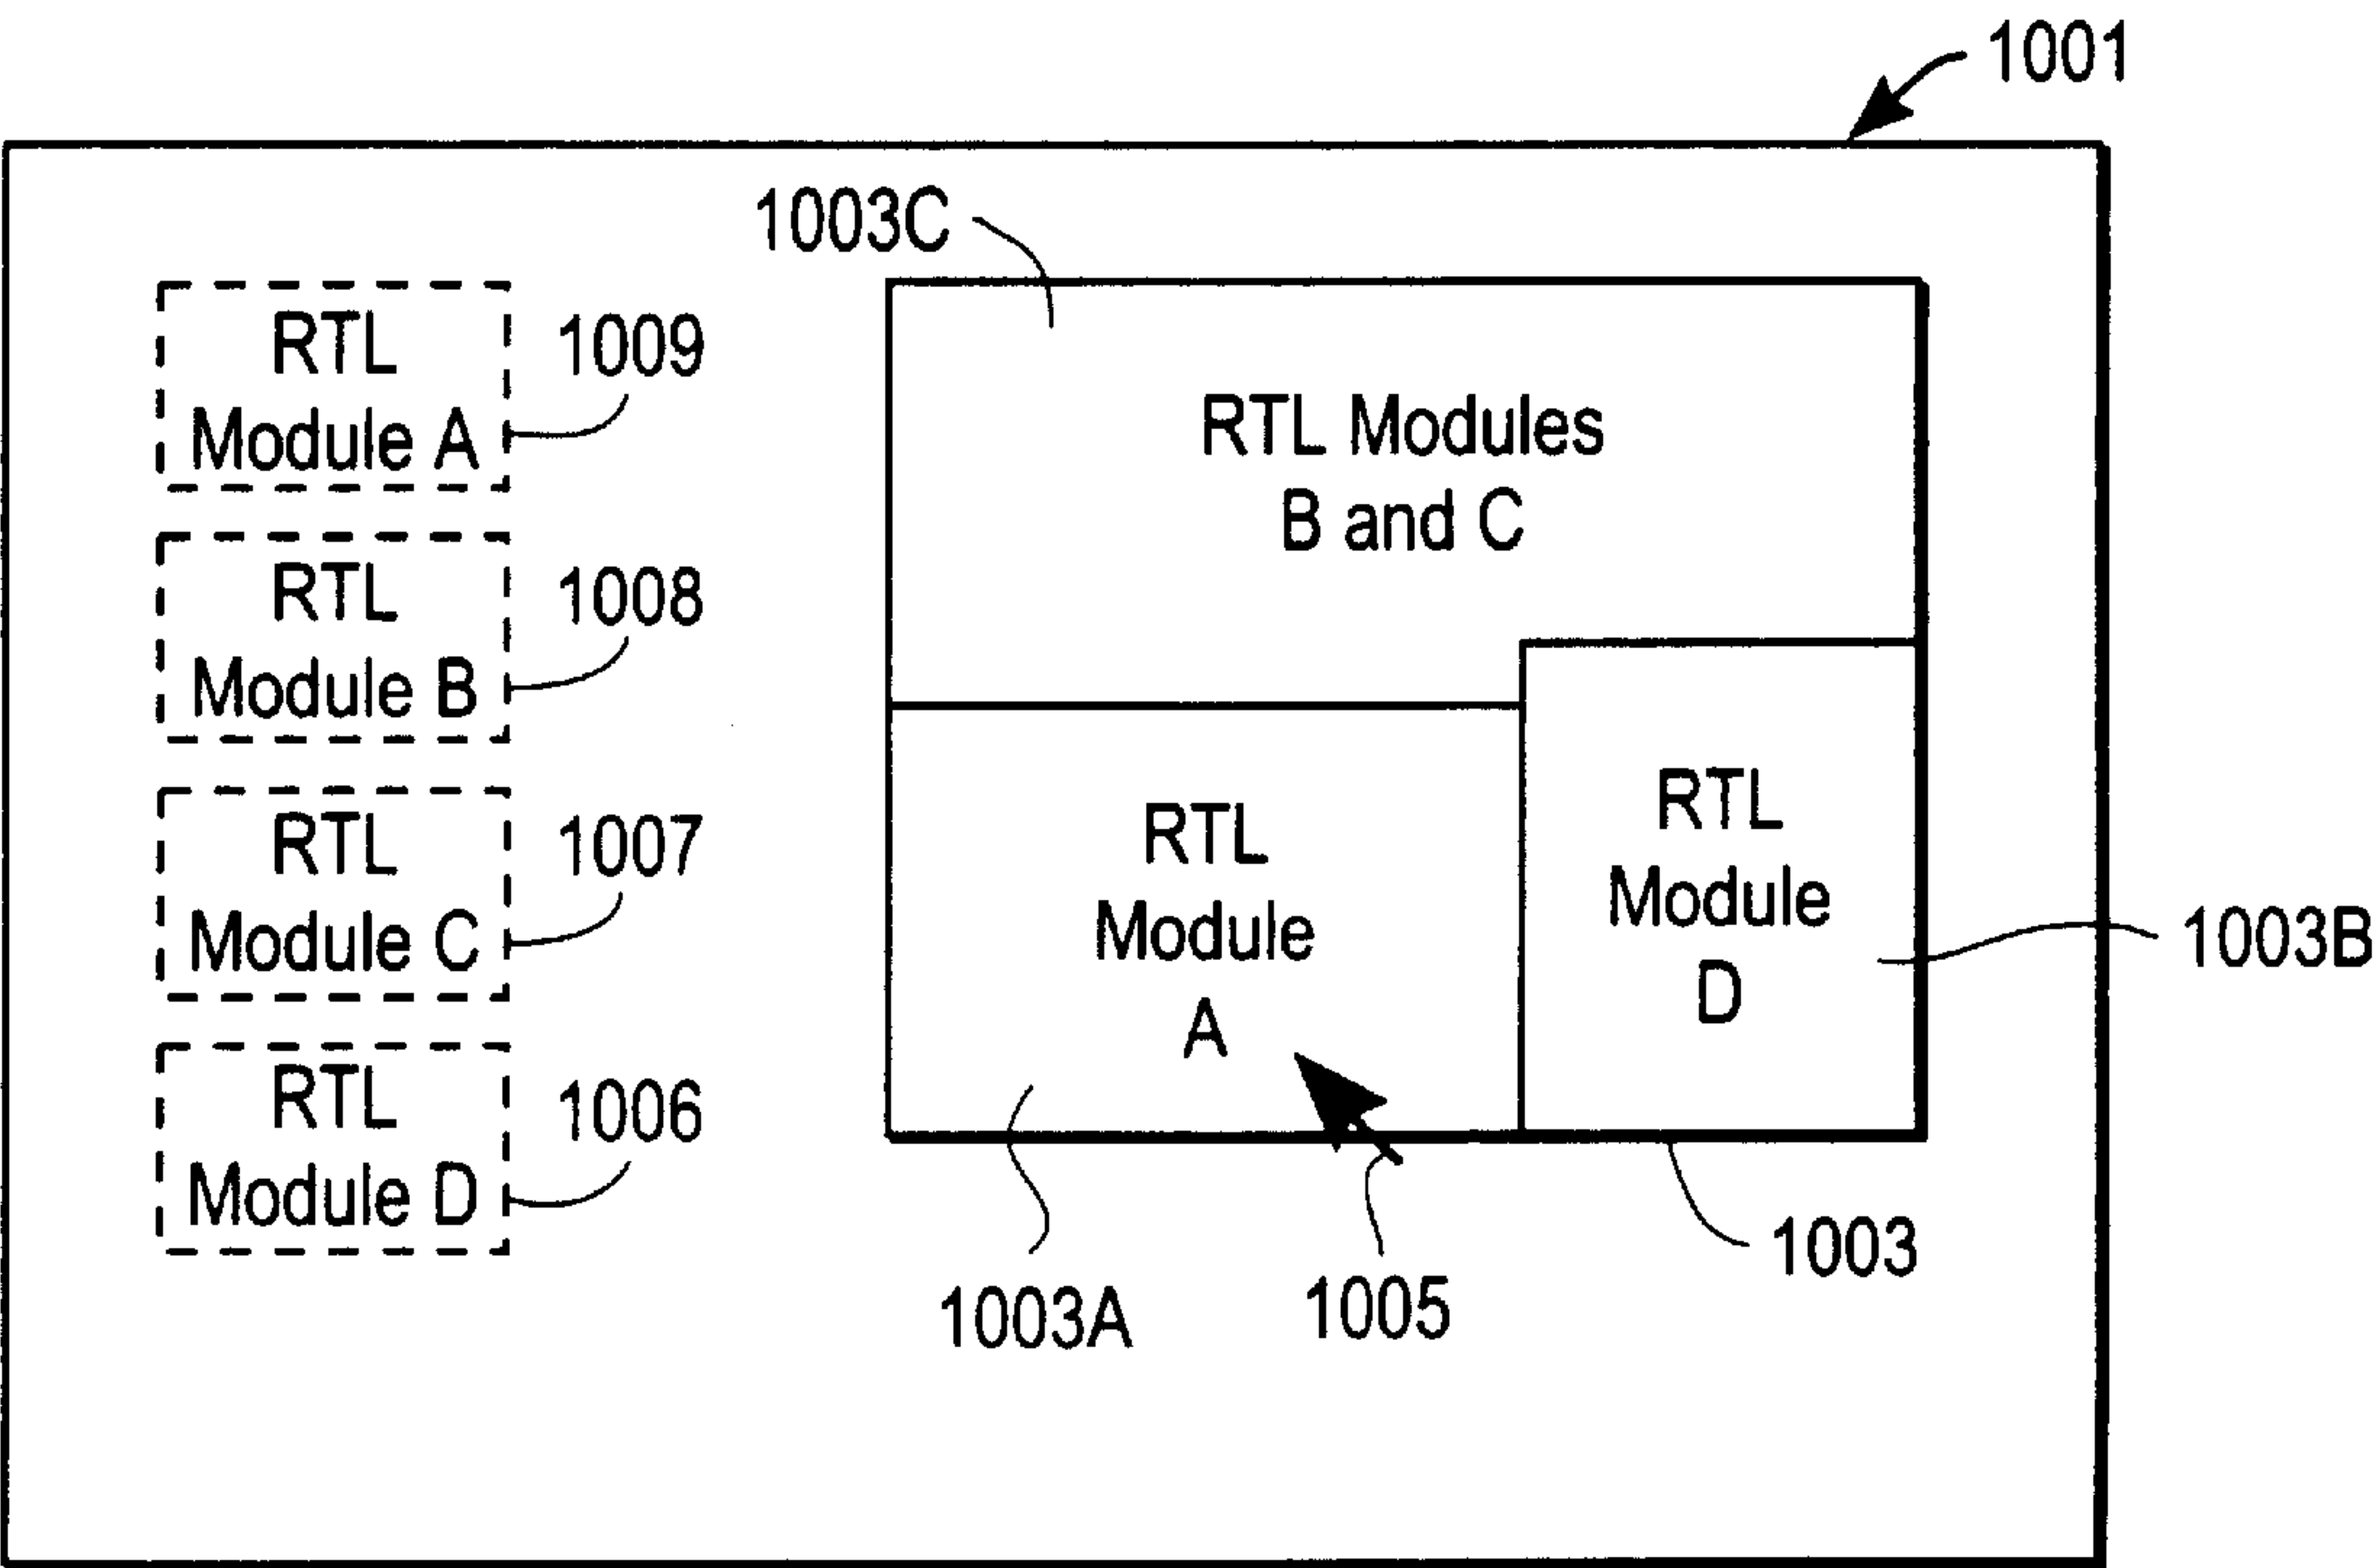 1001
1003C
RTL
Module A
1009
RTL
Module B
1008
RTL
Module C
1007
RTL
Module D
1006
RTL Modules
B and C
RTL
Module
A
RTL
Module
D
1003B
1003
1003A
1005